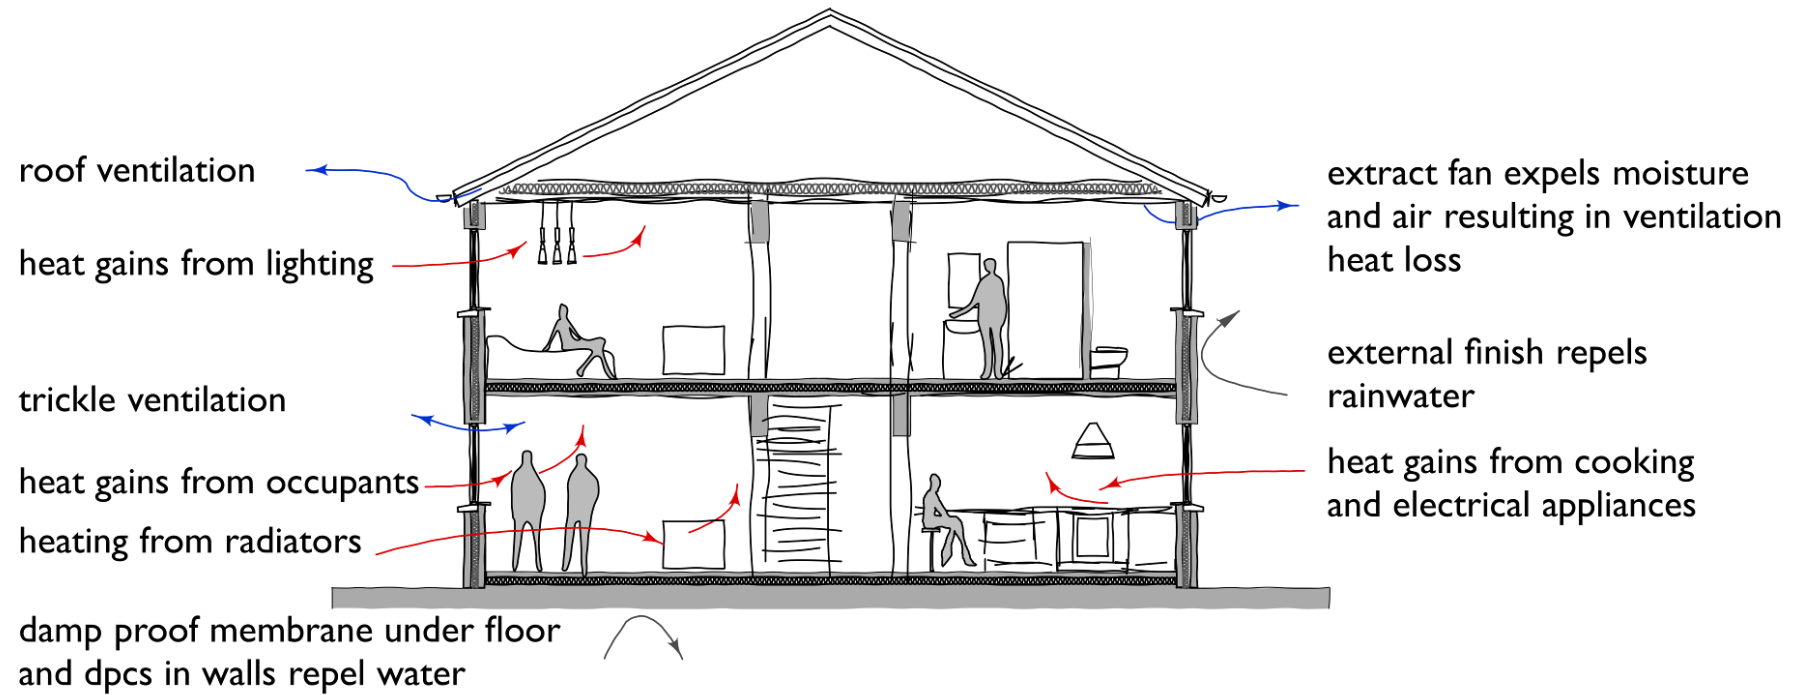 roof ventilation
heat gains from lighting
trickle ventilation
heat gains from occupants
heating from radiators
damp proof membrane under floor
and dpcs in walls repel water
extract fan expels moisture
and air resulting in ventilation
heat loss
external finish repels
rainwater
heat gains from cooking
and electrical appliances